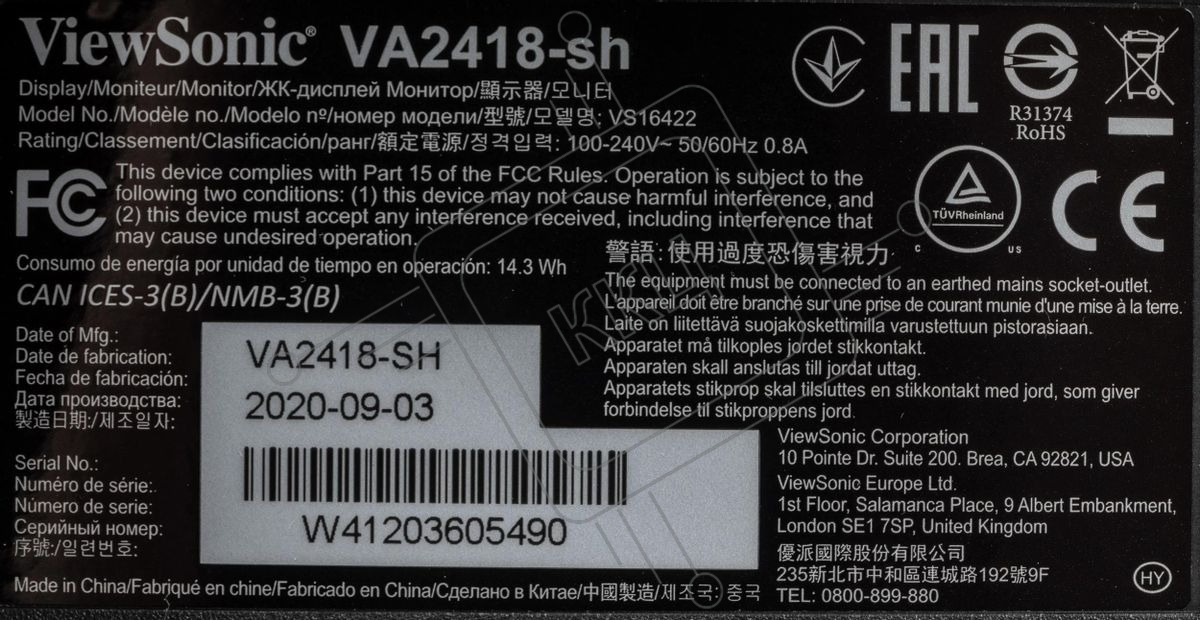 ViewSonic® VA2418-sh
Display/Moniteur/Monitor/ЖК-дисплей Монитор/顯示器/모니터
Model No./Modèle no./Modelo nº/номер модели/型號/모델명: VS16422
Rating/Classement/Clasificación/ранг/額定電源/정격입력: 100-240V~ 50/60Hz 0.8A
EAC
R31374
RoHS
FC
This device complies with Part 15 of the FCC Rules. Operation is subject to the
following two conditions: (1) this device may not cause harmful interference, and
(2) this device must accept any interference received, including interference that
may cause undesired operation.
TÜVRheinland
C US
CE
Consumo de energía por unidad de tiempo en operación: 14.3 Wh
CAN ICES-3(B)/NMB-3(B)
警語:使用過度恐傷害視力
The equipment must be connected to an earthed mains socket-outlet.
L'appareil doit être branché sur une prise de courant munie d'une mise à la terre.
Laite on liitettävä suojakoskettimilla varustettuun pistorasiaan.
Apparatet må tilkoples jordet stikkontakt.
Apparaten skall anslutas till jordat uttag.
Apparatets stikprop skal tilsluttes en stikkontakt med jord, som giver
forbindelse til stikproppens jord.
Date of Mfg.:
Date de fabrication:
Fecha de fabricación:
Дата производства:
製造日期:/제조일자:
VA2418-SH
2020-09-03
Serial No.:
Numéro de série:
Número de serie:
Серийный номер:
序號:/일련번호:
W41203605490
ViewSonic Corporation
10 Pointe Dr. Suite 200. Brea, CA 92821, USA
ViewSonic Europe Ltd.
1st Floor, Salamanca Place, 9 Albert Embankment,
London SE1 7SP, United Kingdom
優派國際股份有限公司
235新北市中和區連城路192號9F
TEL: 0800-899-880
HY
Made in China/Fabriqué en chine/Fabricado en China/Сделано в Китае/中國製造/제조국: 중국